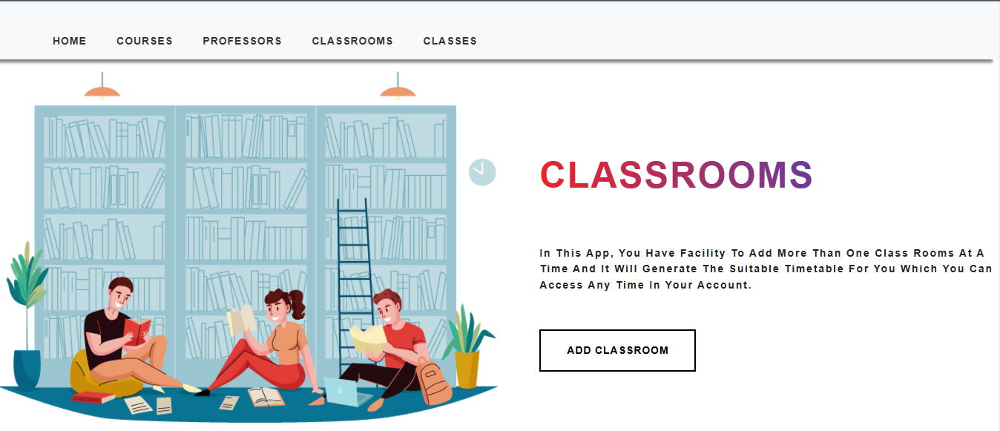 HOME COURSES PROFESSORS CLASSROOMS CLASSES
CLASSROOMS
In This App, You Have Facility To Add More Than One Class Rooms At A
Time And It Will Generate The Suitable Timetable For You Which You Can
Access Any Time In Your Account.
ADD CLASSROOM